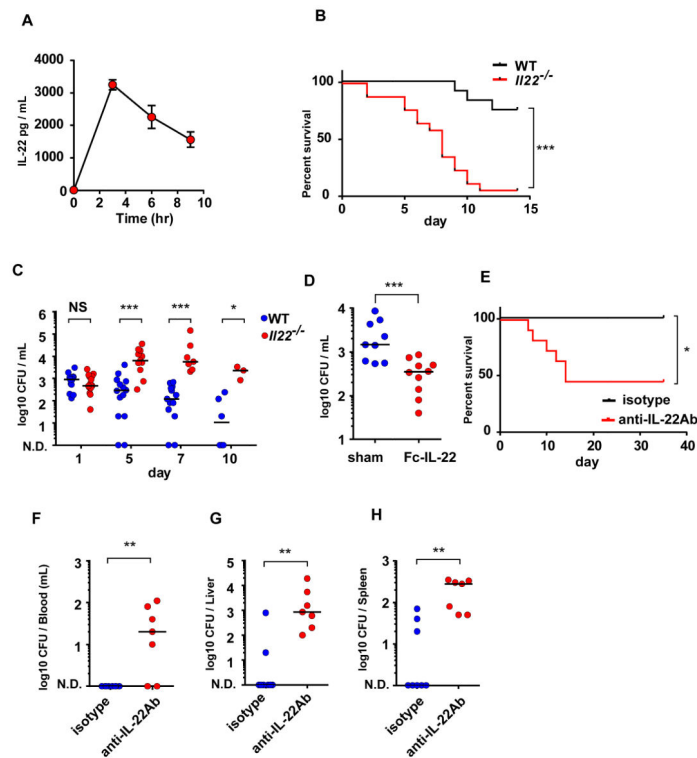 A
IL-22 pg / mL
4000
3000
2000
1000
0
0 2 4 6 8 10
Time (hr)
B
WT
Il22-/-
Percent survival
100
50
0
0 5 10 15
day
***
C
WT
Il22-/-
NS *** *** *
log10 CFU / mL
6
5
4
3
2
1
N.D.
1 5 7 10
day
D
***
log10 CFU / mL
4
3
2
1
sham Fc-IL-22
E
Percent survival
100
50
0
0 10 20 30 40
day
isotype
anti-IL-22Ab
*
F
**
log10 CFU / Blood (mL)
3
2
1
N.D.
isotype
anti-IL-22Ab
G
**
log10 CFU / Liver
5
4
3
2
1
N.D.
isotype
anti-IL-22Ab
H
**
log10 CFU / Spleen
3
2
1
N.D.
isotype
anti-IL-22Ab